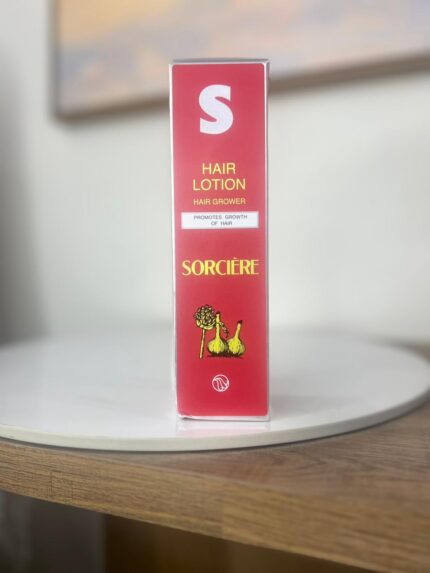 S
HAIR
LOTION
HAIR GROWER
PROMOTES GROWTH
OF HAIR
SORCIÈRE